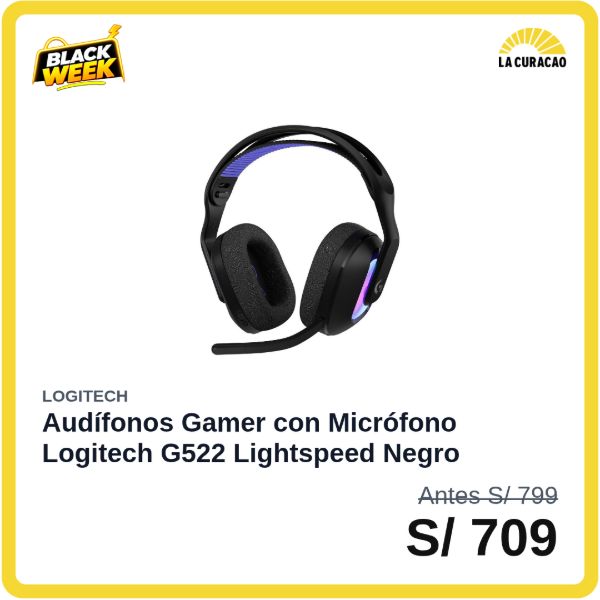 BLACK
WEEK
LA CURACAO
LOGITECH
Audífonos Gamer con Micrófono
Logitech G522 Lightspeed Negro
Antes S/ 799
S/ 709